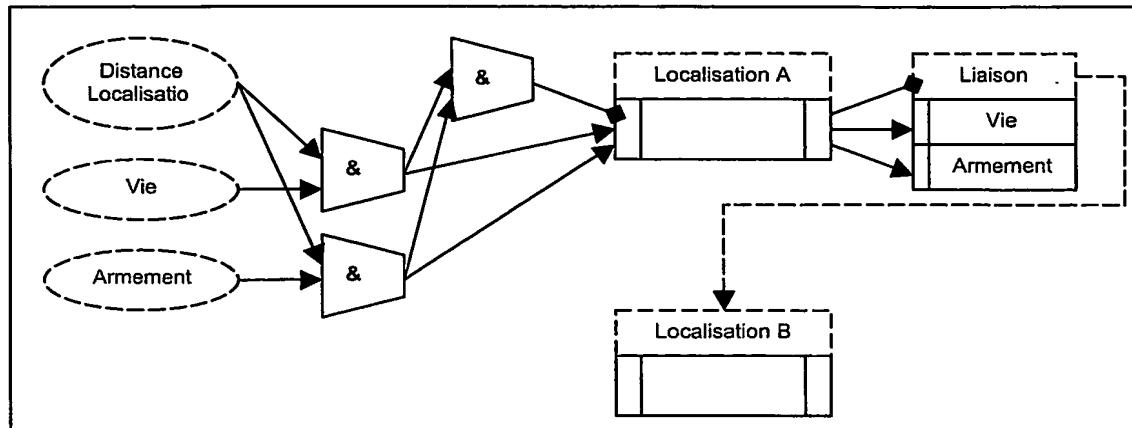 Distance
Localisatio
Vie
Armement
&
&
&
Localisation A
Liaison
Vie
Armement
Localisation B